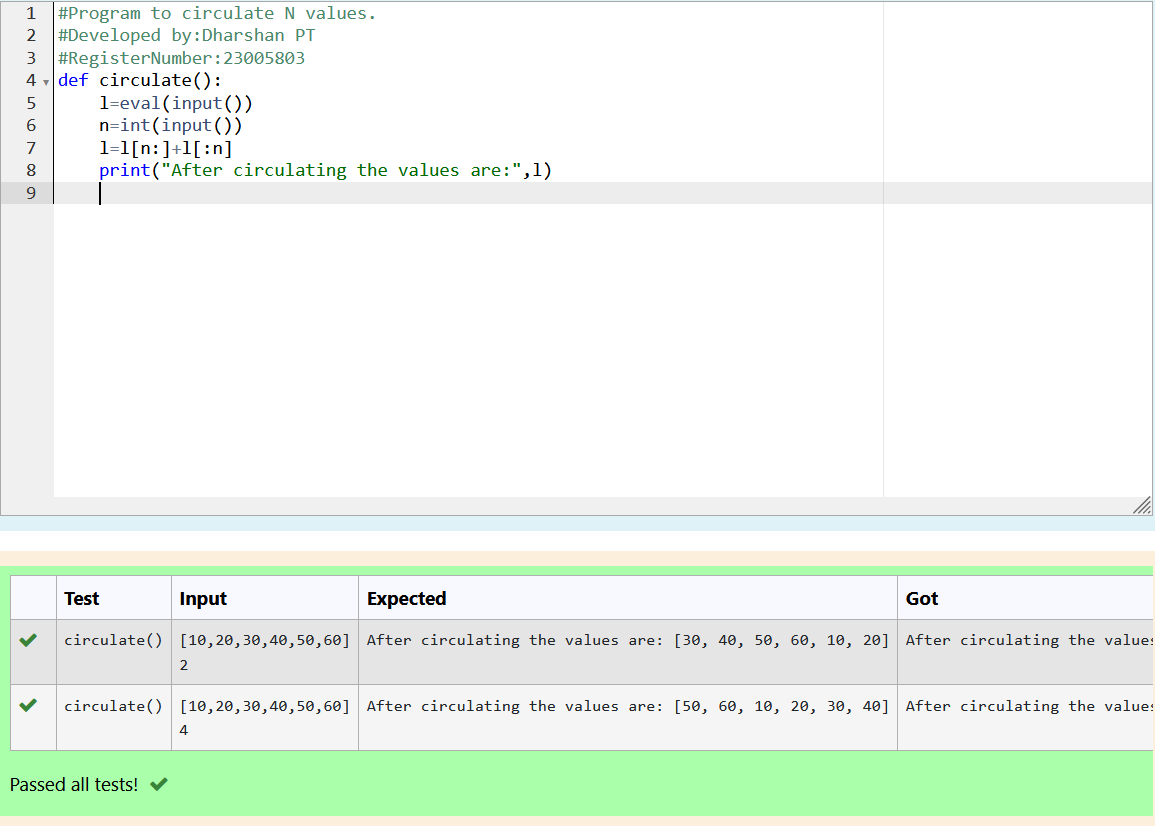 1 #Program to circulate N values.
2 #Developed by:Dharshan PT
3 #RegisterNumber:23005803
4 def circulate():
5     l=eval(input())
6     n=int(input())
7     l=l[n:]+l[:n]
8     print("After circulating the values are:",l)
9
Test Input Expected Got
circulate() [10,20,30,40,50,60] After circulating the values are: [30, 40, 50, 60, 10, 20] After circulating the values
2
circulate() [10,20,30,40,50,60] After circulating the values are: [50, 60, 10, 20, 30, 40] After circulating the values
4
Passed all tests!